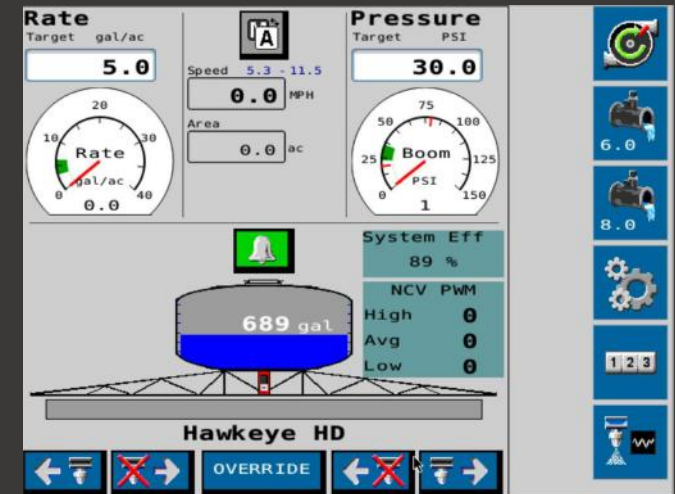 Rate
Target gal/ac
5.0
10 20 30
0 40
Rate
gal/ac
0.0
A
Speed 5.3 - 11.5
0.0 MPH
Area
0.0 ac
Pressure
Target PSI
30.0
25 50 75 100 125
0 150
Boom
PSI
1
System Eff
89 %
NCV PWM
High 0
Avg 0
Low 0
689 gal
Hawkeye HD
OVERRIDE
6.0
8.0
1 2 3